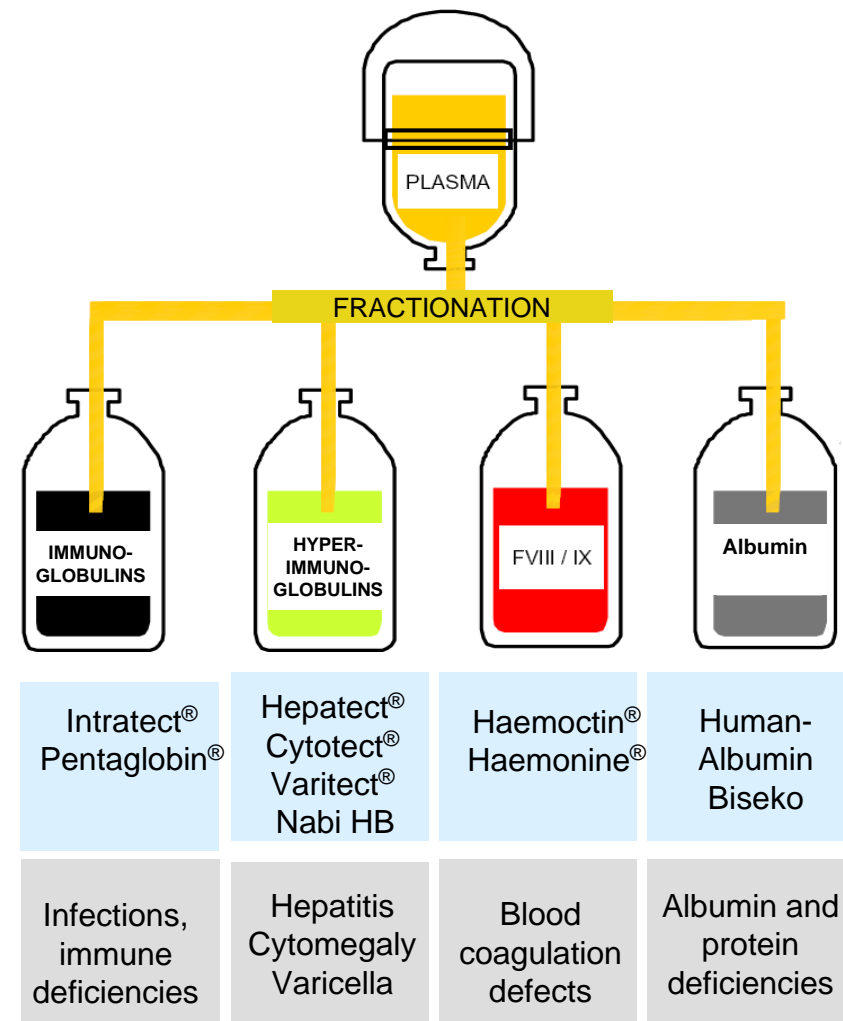 PLASMA
FRACTIONATION
IMMUNO-
GLOBULINS
HYPER-
IMMUNO-
GLOBULINS
FVIII / IX
Albumin
Intratect®
Pentaglobin®
Hepatect®
Cytotect®
Varitect®
Nabi HB
Haemoctin®
Haemonine®
Human-
Albumin
Biseko
Infections,
immune
deficiencies
Hepatitis
Cytomegaly
Varicella
Blood
coagulation
defects
Albumin and
protein
deficiencies